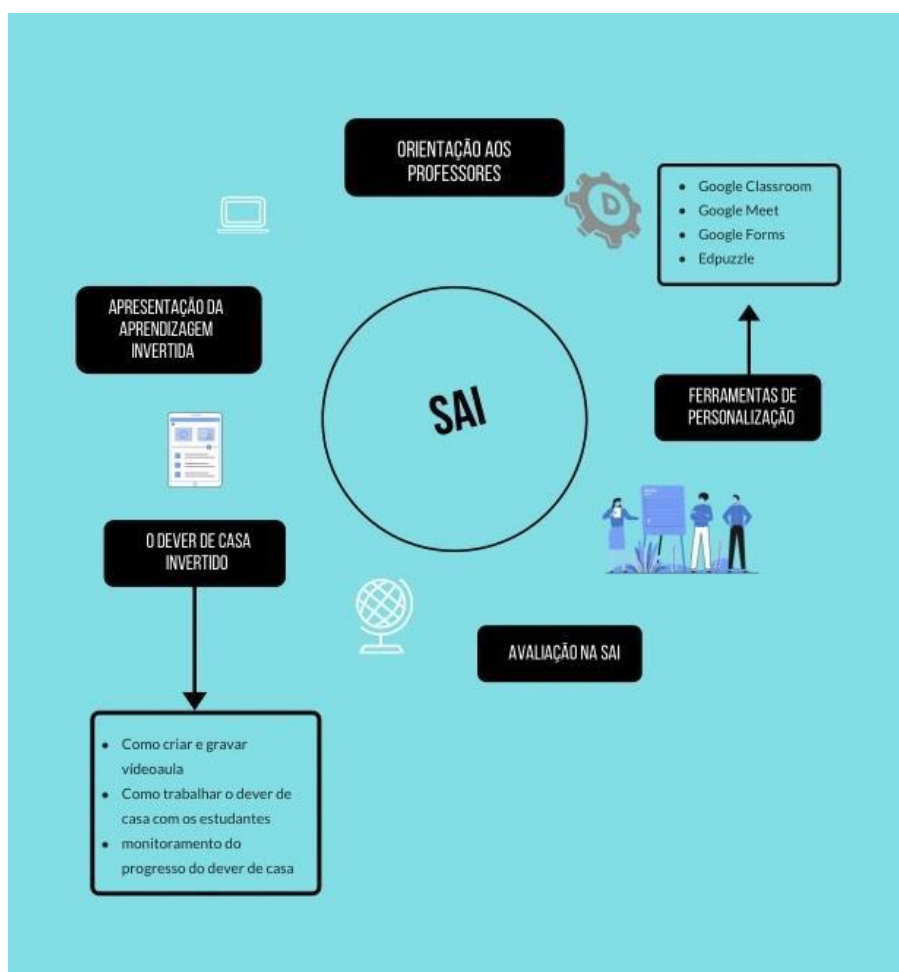 ORIENTAÇÃO AOS
PROFESSORES
D
• Google Classroom
• Google Meet
• Google Forms
• Edpuzzle
APRESENTAÇÃO DA
APRENDIZAGEM
INVERTIDA
SAI
FERRAMENTAS DE
PERSONALIZAÇÃO
O DEVER DE CASA
INVERTIDO
AVALIAÇÃO NA SAI
• Como criar e gravar
videoaula
• Como trabalhar o dever de
casa com os estudantes
• monitoramento do
progresso do dever de casa